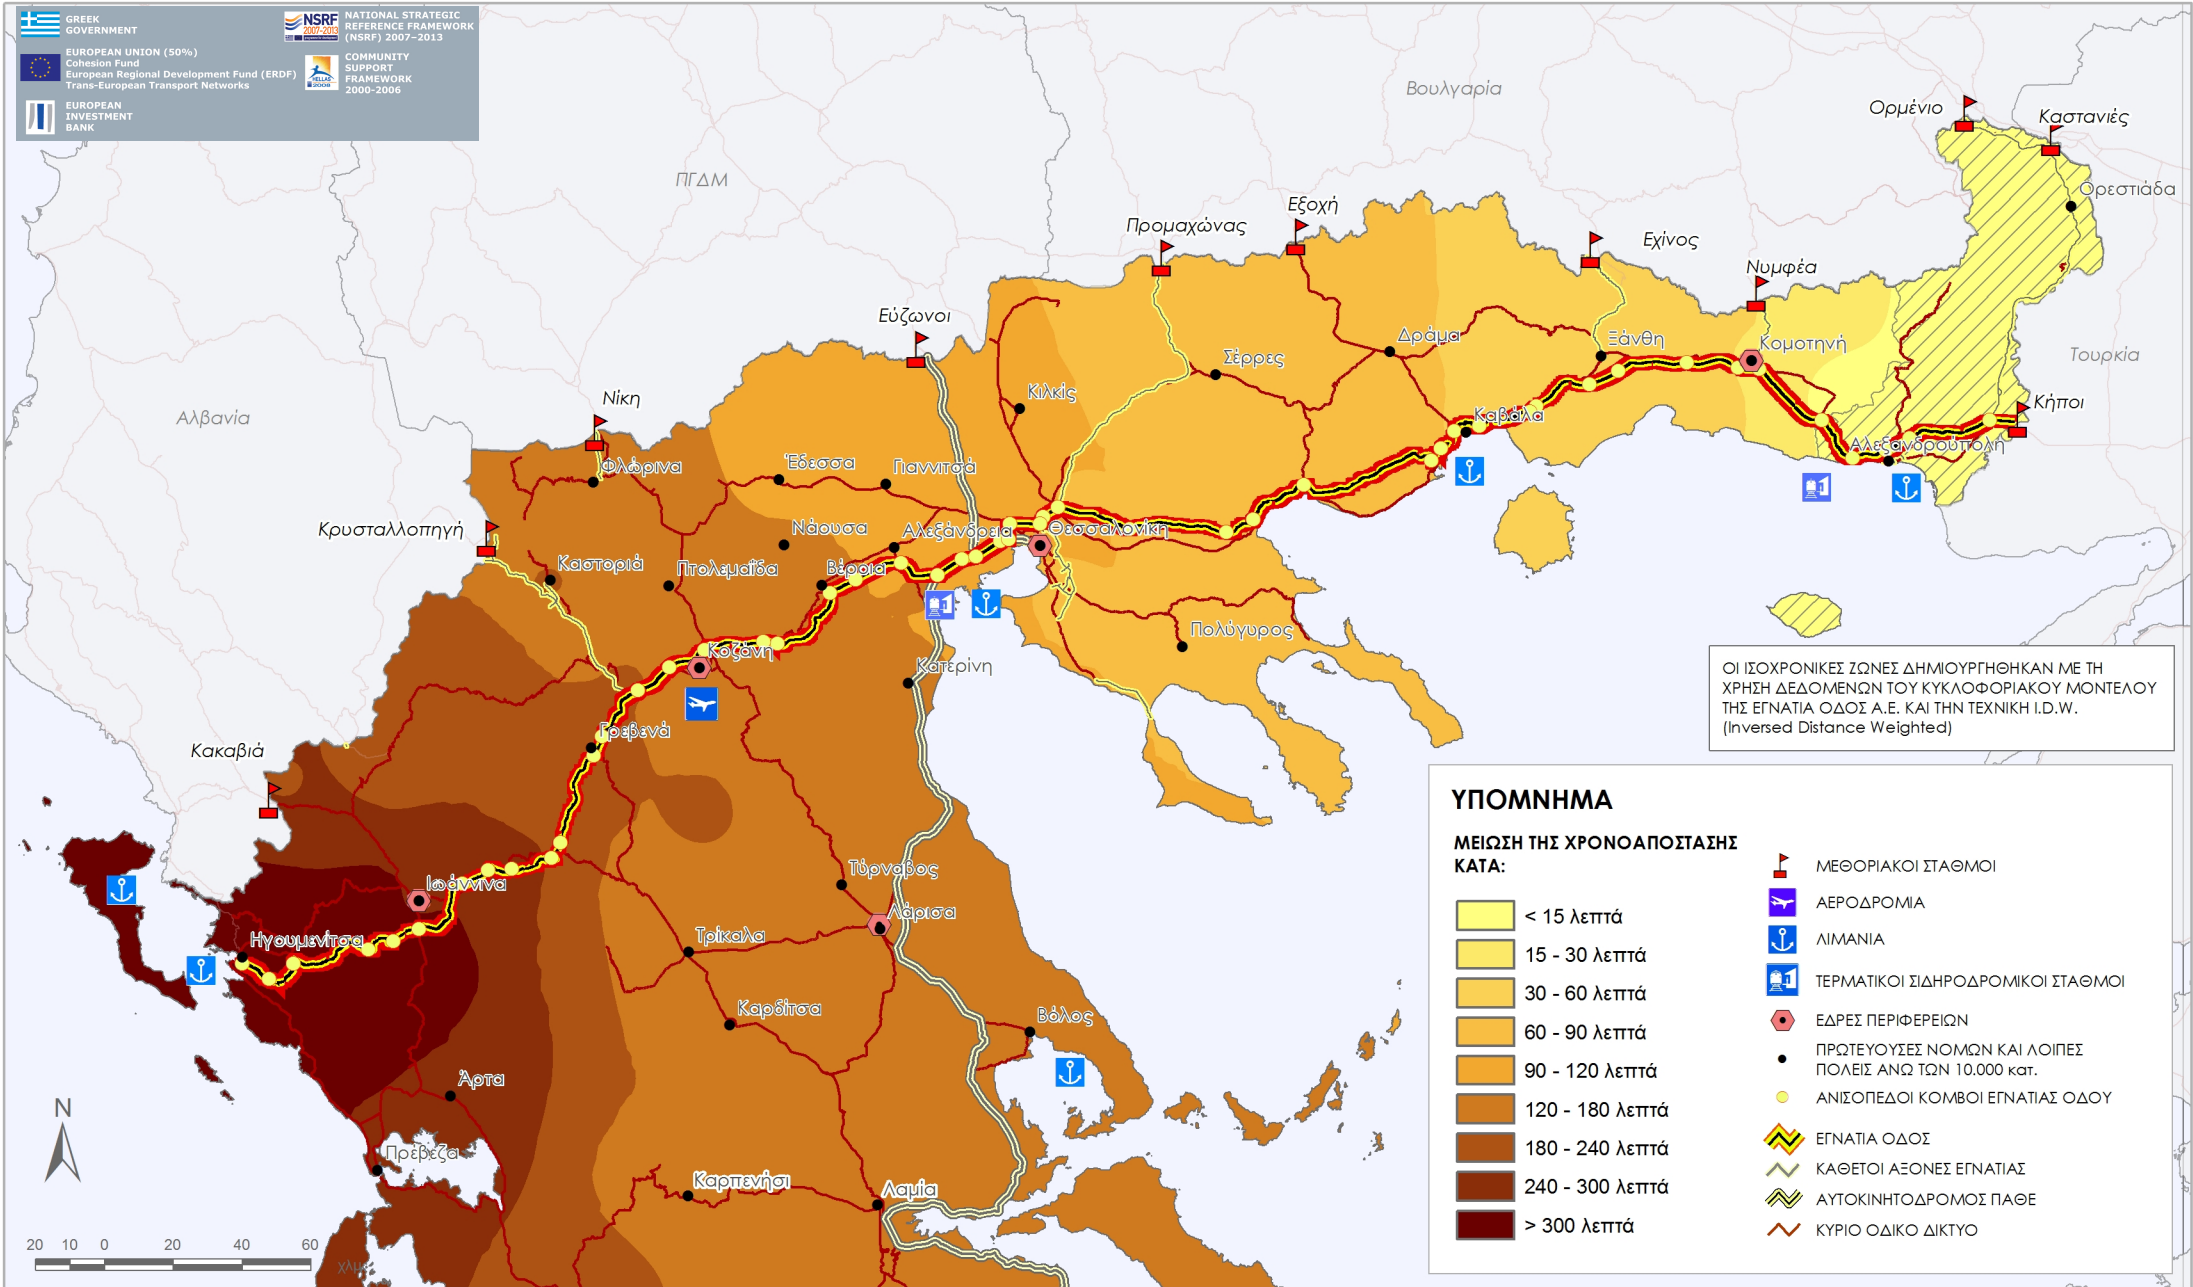 GREEK
GOVERNMENT
EUROPEAN UNION (50%)
Cohesion Fund
European Regional Development Fund (ERDF)
Trans-European Transport Networks
EUROPEAN
INVESTMENT
BANK
NSRF
2007-2013
NATIONAL STRATEGIC
REFERENCE FRAMEWORK
(NSRF) 2007–2013
COMMUNITY
SUPPORT
FRAMEWORK
2000-2006
Βουλγαρία
Ορμένιο
Καστανιές
ΠΓΔΜ
Ορεστιάδα
Εξοχή
Προμαχώνας
Εχίνος
Νυμφέα
Εύζωνοι
Δράμα
Ξάνθη
Κομοτηνή
Τουρκία
Σέρρες
Νίκη
Κιλκίς
Κήποι
Αλβανία
Καβάλα
Αλεξανδρούπολη
Φλώρινα
Έδεσσα
Γιαννιτσά
Κρυσταλλοπηγή
Νάουσα
Αλεξάνδρεια
Θεσσαλονίκη
Καστοριά
Πτολεμαΐδα
Βέροια
Πολύγυρος
Κοζάνη
Κατερίνη
Γρεβενά
Κακαβιά
Τύρναβος
Ιωάννινα
Λάρισα
Ηγουμενίτσα
Τρίκαλα
Καρδίτσα
Βόλος
Άρτα
Πρέβεζα
Καρπενήσι
Λαμία
N
20 10 0 20 40 60
χλμ
ΟΙ ΙΣΟΧΡΟΝΙΚΕΣ ΖΩΝΕΣ ΔΗΜΙΟΥΡΓΗΘΗΚΑΝ ΜΕ ΤΗ
ΧΡΗΣΗ ΔΕΔΟΜΕΝΩΝ ΤΟΥ ΚΥΚΛΟΦΟΡΙΑΚΟΥ ΜΟΝΤΕΛΟΥ
ΤΗΣ ΕΓΝΑΤΙΑ ΟΔΟΣ Α.Ε. ΚΑΙ ΤΗΝ ΤΕΧΝΙΚΗ I.D.W.
(Inversed Distance Weighted)
ΥΠΟΜΝΗΜΑ
ΜΕΙΩΣΗ ΤΗΣ ΧΡΟΝΟΑΠΟΣΤΑΣΗΣ
ΚΑΤΑ:
< 15 λεπτά
15 - 30 λεπτά
30 - 60 λεπτά
60 - 90 λεπτά
90 - 120 λεπτά
120 - 180 λεπτά
180 - 240 λεπτά
240 - 300 λεπτά
> 300 λεπτά
ΜΕΘΟΡΙΑΚΟΙ ΣΤΑΘΜΟΙ
ΑΕΡΟΔΡΟΜΙΑ
ΛΙΜΑΝΙΑ
ΤΕΡΜΑΤΙΚΟΙ ΣΙΔΗΡΟΔΡΟΜΙΚΟΙ ΣΤΑΘΜΟΙ
ΕΔΡΕΣ ΠΕΡΙΦΕΡΕΙΩΝ
ΠΡΩΤΕΥΟΥΣΕΣ ΝΟΜΩΝ ΚΑΙ ΛΟΙΠΕΣ
ΠΟΛΕΙΣ ΑΝΩ ΤΩΝ 10.000 κατ.
ΑΝΙΣΟΠΕΔΟΙ ΚΟΜΒΟΙ ΕΓΝΑΤΙΑΣ ΟΔΟΥ
ΕΓΝΑΤΙΑ ΟΔΟΣ
ΚΑΘΕΤΟΙ ΑΞΟΝΕΣ ΕΓΝΑΤΙΑΣ
ΑΥΤΟΚΙΝΗΤΟΔΡΟΜΟΣ ΠΑΘΕ
ΚΥΡΙΟ ΟΔΙΚΟ ΔΙΚΤΥΟ